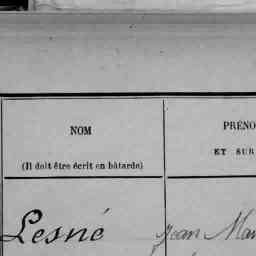 NOM
PRÉNO
ET SUR
(Il doit être écrit en bâtarde)
Lesné
Jean Mar